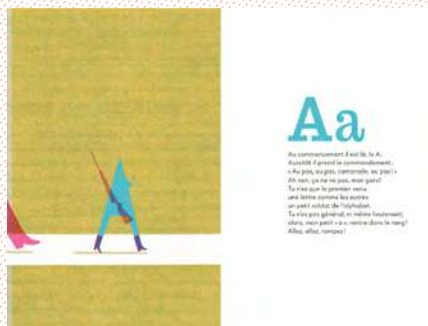 Aa
Au commencement il est là, le A.
Aussitôt il prend le commandement.
« Au pas, au pas, camarade, au pas! »
Ah non, ça ne va pas, mon gars!
Tu n'es que le premier venu
une lettre comme les autres
un petit soldat de l'alphabet.
Tu n'es pas général, ni même lieutenant,
alors, mon petit « a », rentre dans le rang!
Allez, allez, rompez!